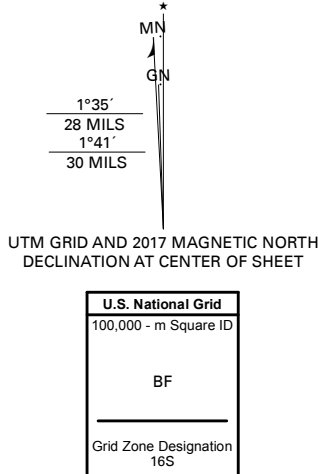 MN
GN
1°35´
28 MILS
1°41´
30 MILS
UTM GRID AND 2017 MAGNETIC NORTH
DECLINATION AT CENTER OF SHEET
U.S. National Grid
100,000 - m Square ID
BF
Grid Zone Designation
16S